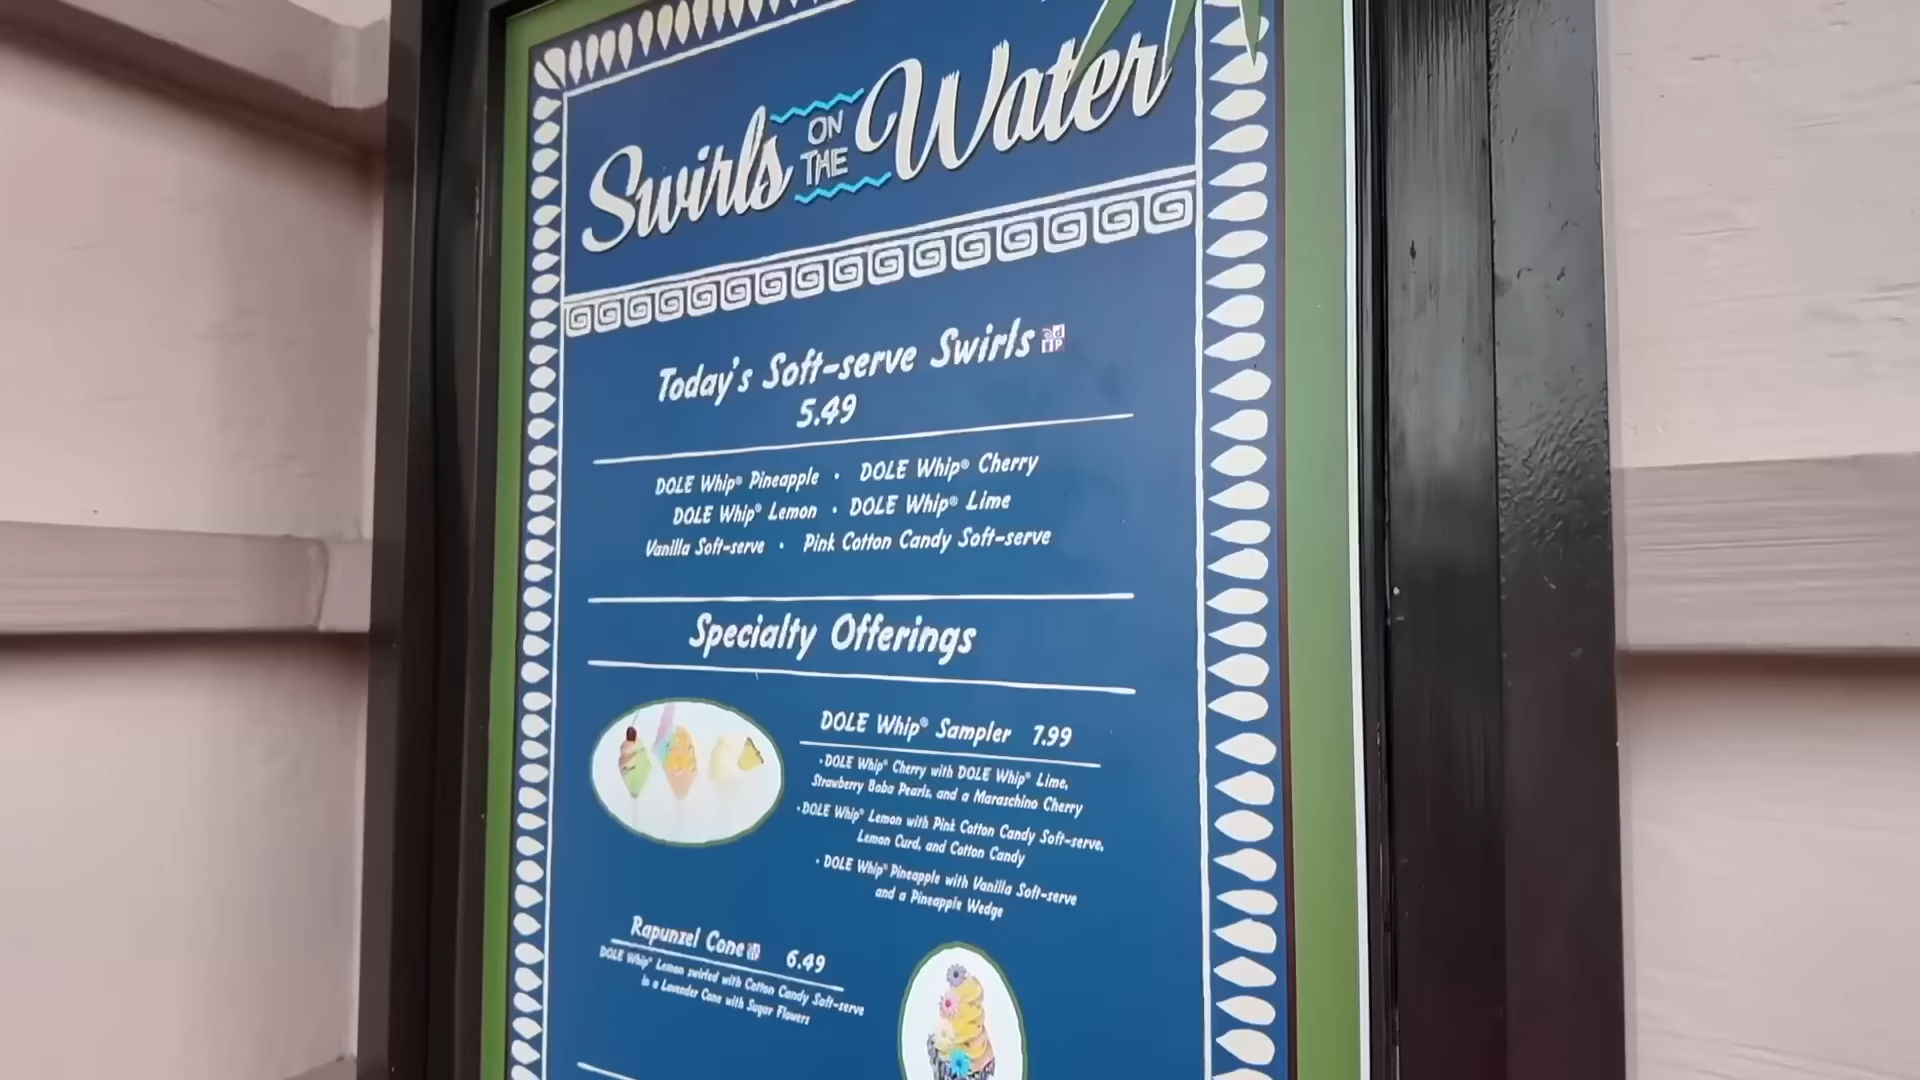 Swirls ON THE Water
Today's Soft-serve Swirls
5.49
DOLE Whip® Pineapple • DOLE Whip® Cherry
DOLE Whip® Lemon • DOLE Whip® Lime
Vanilla Soft-serve • Pink Cotton Candy Soft-serve
Specialty Offerings
DOLE Whip® Sampler 7.99
• DOLE Whip® Cherry with DOLE Whip® Lime,
Strawberry Boba Pearls, and a Maraschino Cherry
• DOLE Whip® Lemon with Pink Cotton Candy Soft-serve,
Lemon Curd, and Cotton Candy
• DOLE Whip® Pineapple with Vanilla Soft-serve
and a Pineapple Wedge
Rapunzel Cone 6.49
DOLE Whip® Lemon swirled with Cotton Candy Soft-serve
in a Lavender Cone with Sugar Flowers